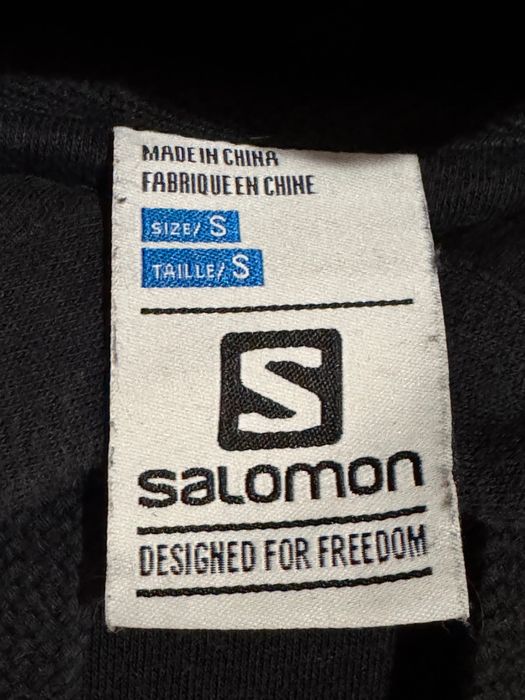 MADE IN CHINA
FABRIQUE EN CHINE
SIZE/ S
TAILLE/ S
S
salomon
DESIGNED FOR FREEDOM